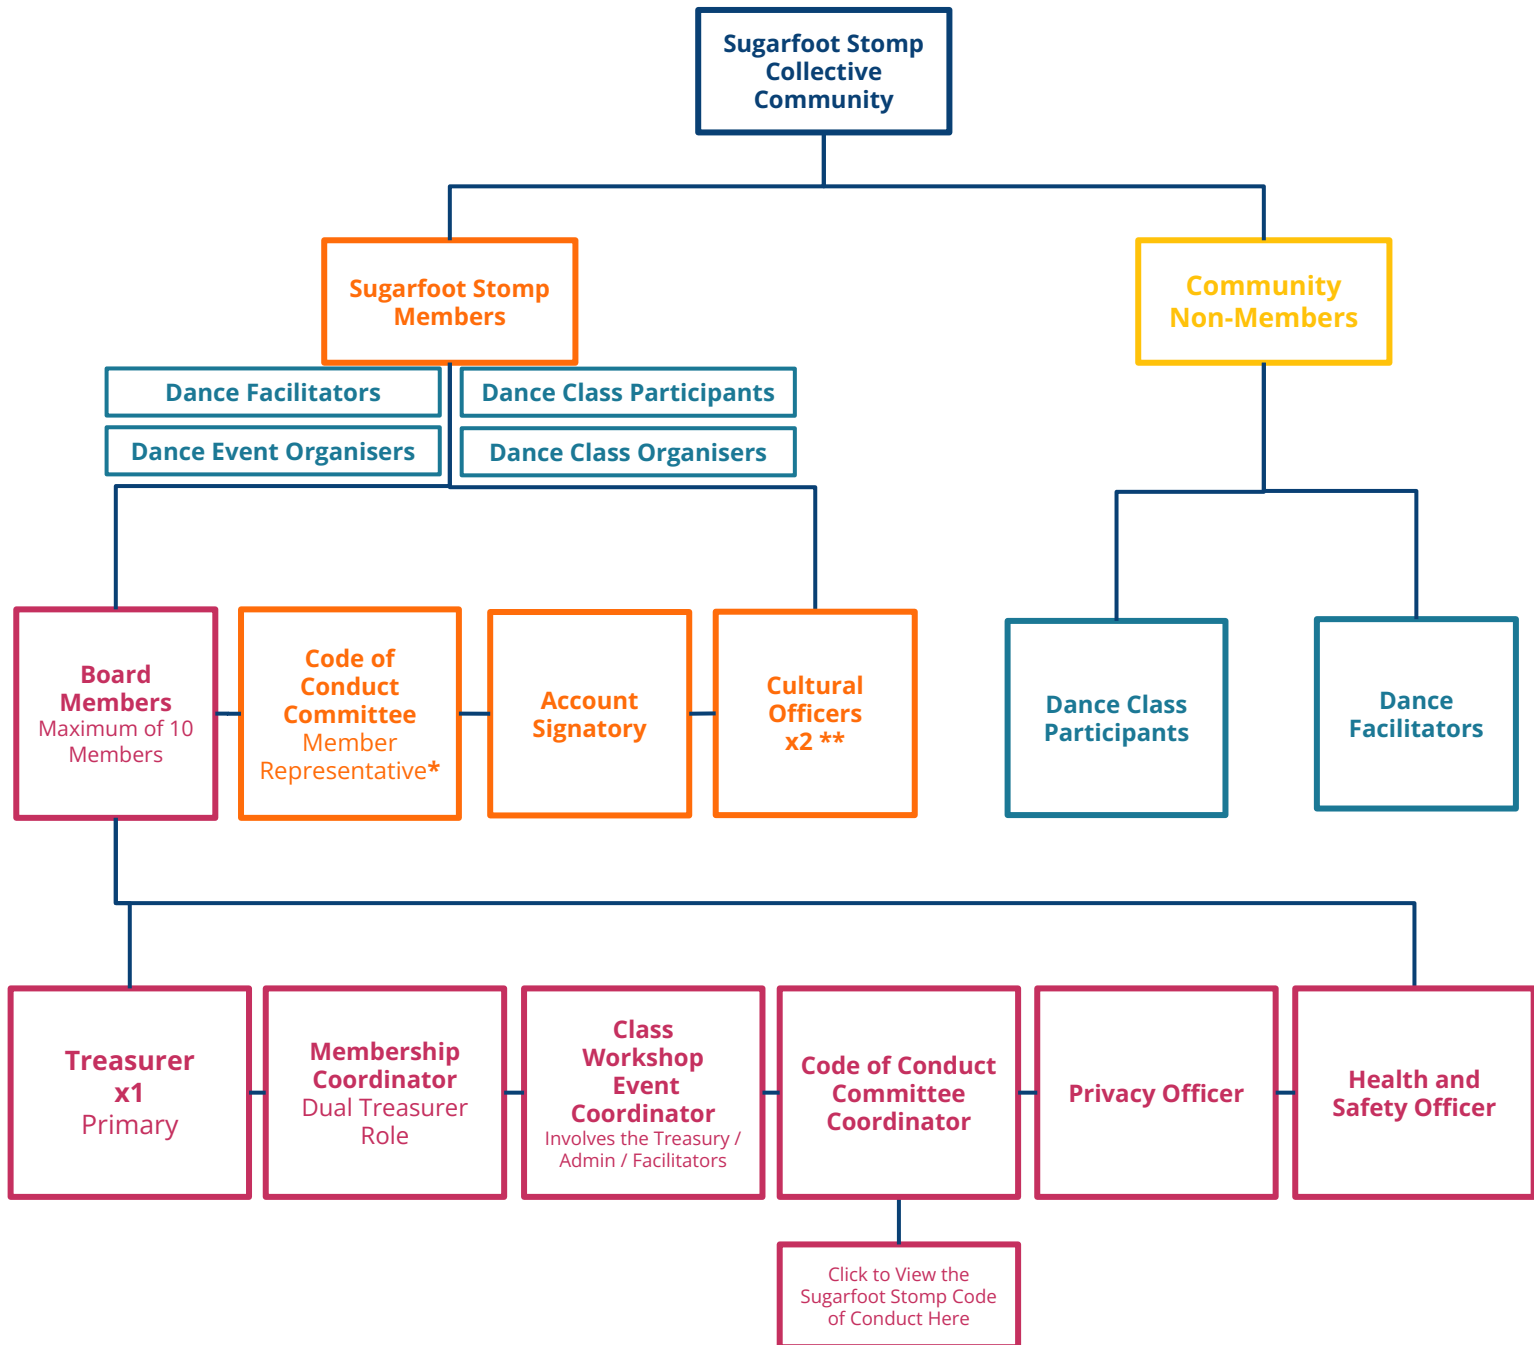 Sugarfoot Stomp
Collective
Community
Sugarfoot Stomp
Members
Community
Non-Members
Dance Facilitators
Dance Class Participants
Dance Event Organisers
Dance Class Organisers
Board
Members
Maximum of 10
Members
Code of
Conduct
Committee
Member
Representative*
Account
Signatory
Cultural
Officers
x2 **
Dance Class
Participants
Dance
Facilitators
Treasurer
x1
Primary
Membership
Coordinator
Dual Treasurer
Role
Class
Workshop
Event
Coordinator
Involves the Treasury /
Admin / Facilitators
Code of Conduct
Committee
Coordinator
Privacy Officer
Health and
Safety Officer
Click to View the
Sugarfoot Stomp Code
of Conduct Here